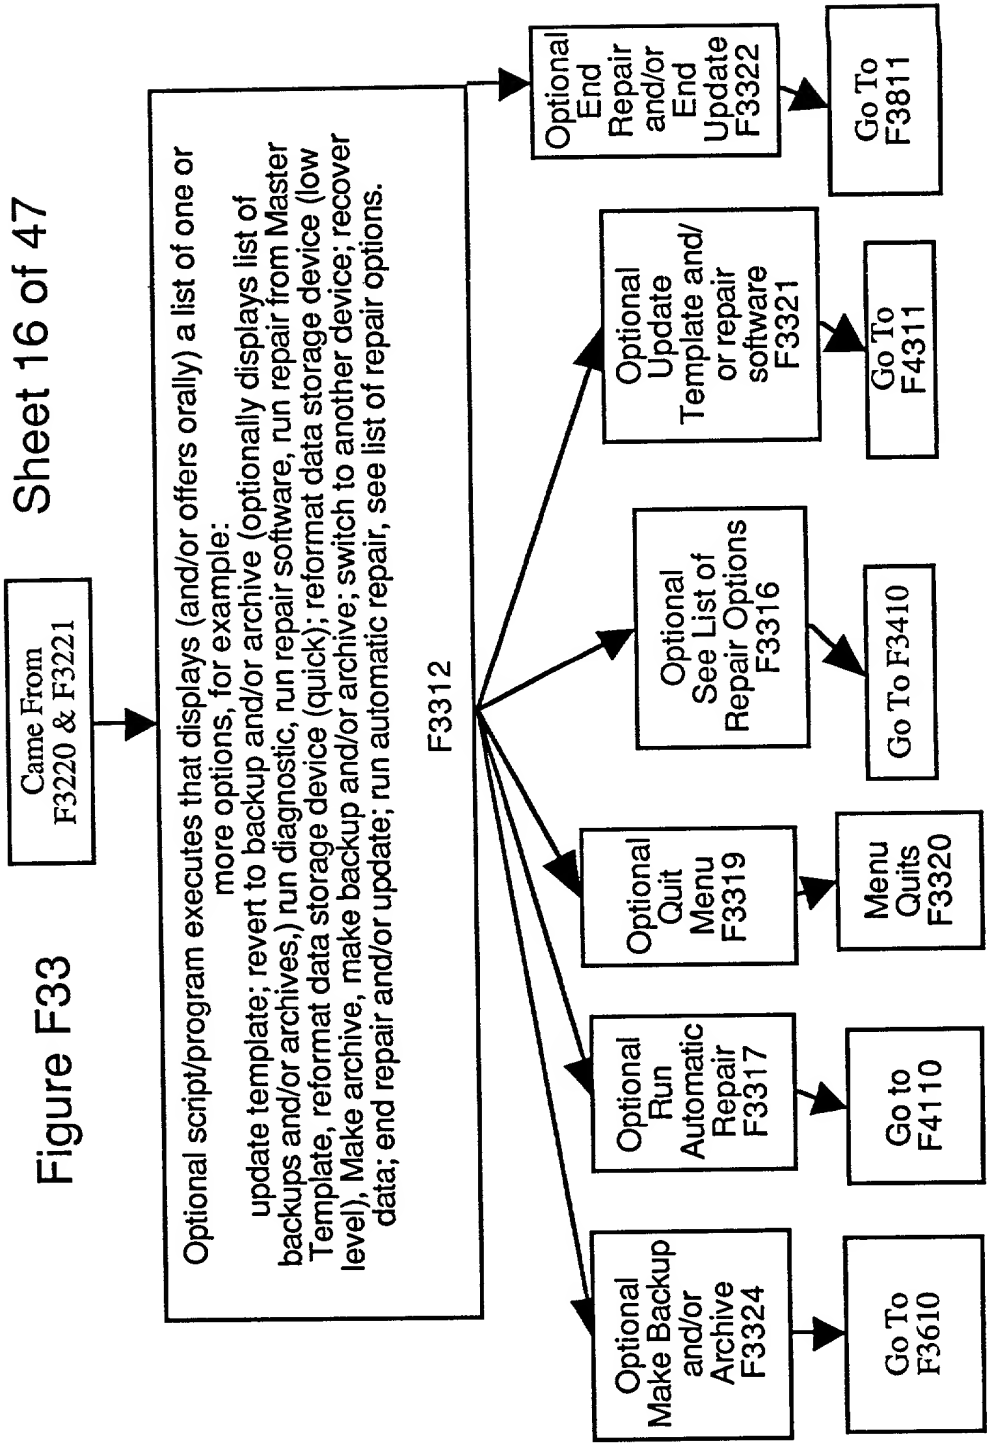 Figure F33
Sheet 16 of 47
Came From
F3220 & F3221
Optional script/program executes that displays (and/or offers orally) a list of one or
more options, for example:
update template; revert to backup and/or archive (optionally displays list of
backups and/or archives,) run diagnostic, run repair software, run repair from Master
Template, reformat data storage device (quick); reformat data storage device (low
level), Make archive, make backup and/or archive; switch to another device; recover
data; end repair and/or update; run automatic repair, see list of repair options.
F3312
Optional
Make Backup
and/or
Archive
F3324
Go To
F3610
Optional
Run
Automatic
Repair
F3317
Go to
F4110
Optional
Quit
Menu
F3319
Menu
Quits
F3320
Optional
See List of
Repair Options
F3316
Go To F3410
Optional
Update
Template and/
or repair
software
F3321
Go To
F4311
Optional
End
Repair
and/or
End
Update
F3322
Go To
F3811